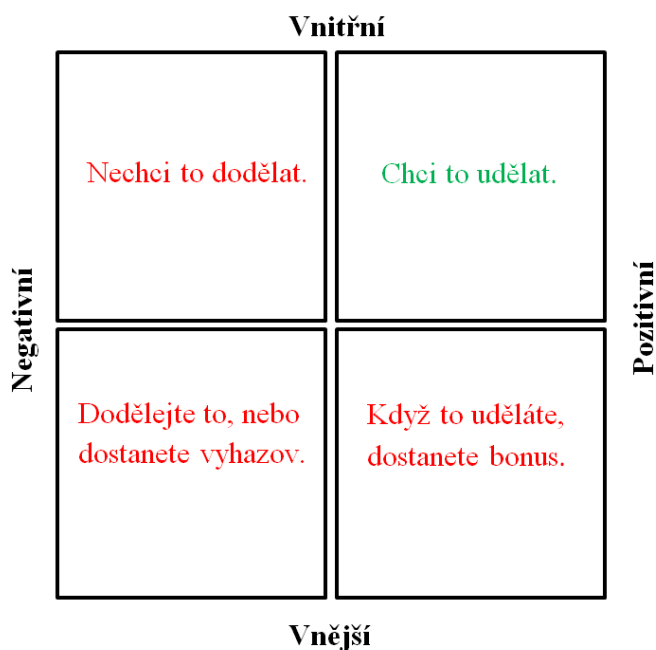 Vnitřní
Nechci to dodělat.
Chci to udělat.
Negativní
Pozitivní
Dodělejte to, nebo
dostanete vyhazov.
Když to uděláte,
dostanete bonus.
Vnější